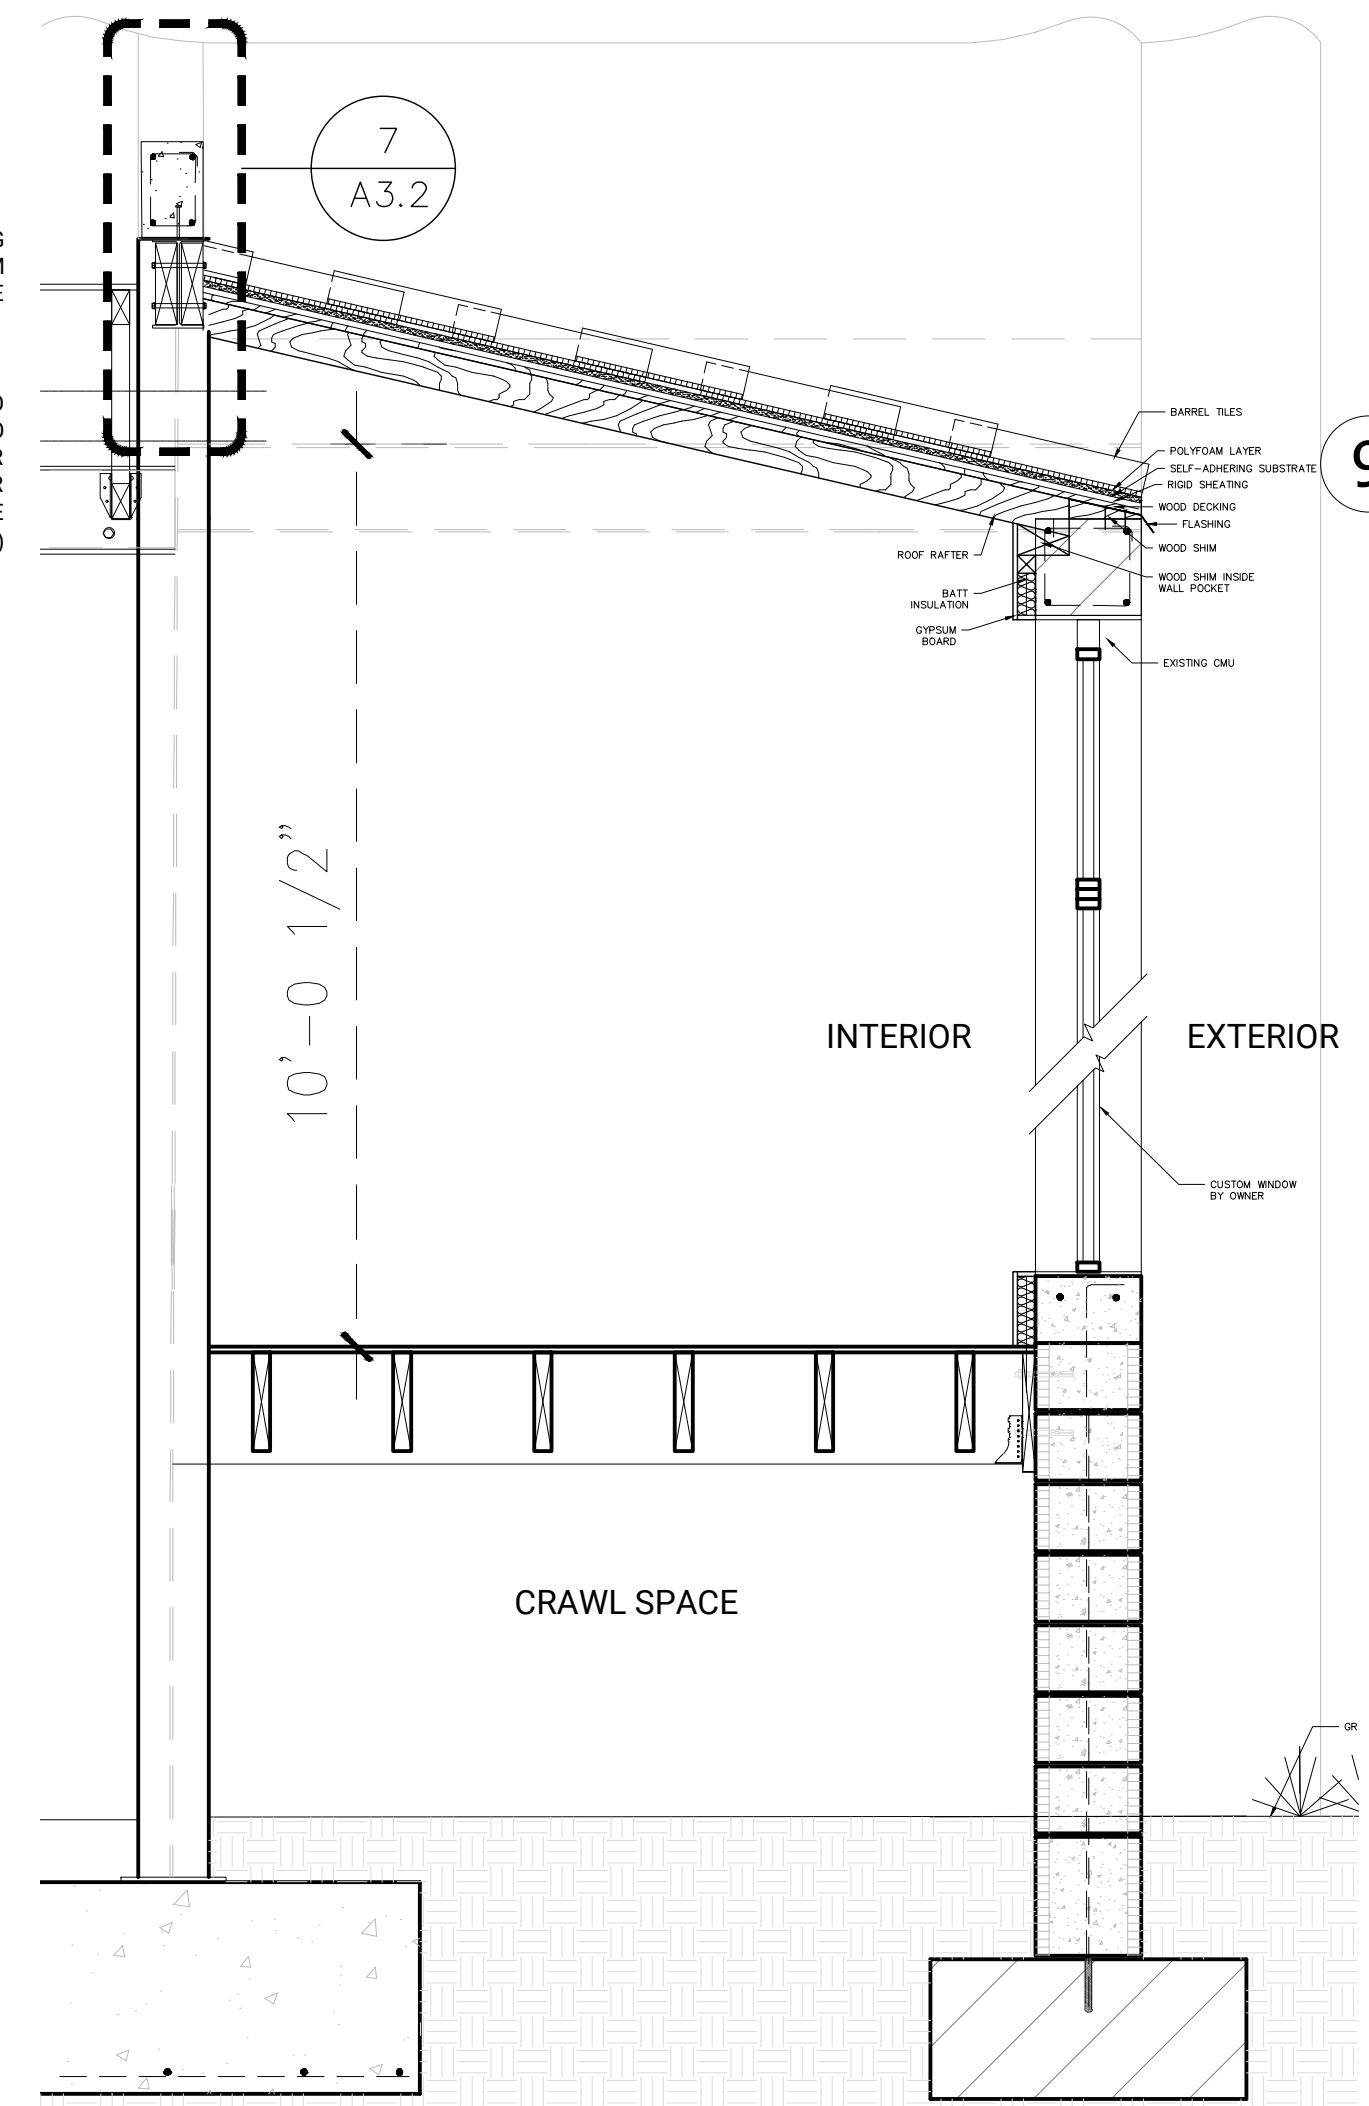 7
A3.2
BARREL TILES
POLYFOAM LAYER
SELF-ADHERING SUBSTRATE
RIGID SHEATING
WOOD DECKING
FLASHING
WOOD SHIM
WOOD SHIM INSIDE
WALL POCKET
9
ROOF RAFTER
BATT
INSULATION
GYPSUM
BOARD
EXISTING CMU
10'-0 1/2"
INTERIOR
EXTERIOR
CUSTOM WINDOW
BY OWNER
CRAWL SPACE
GR